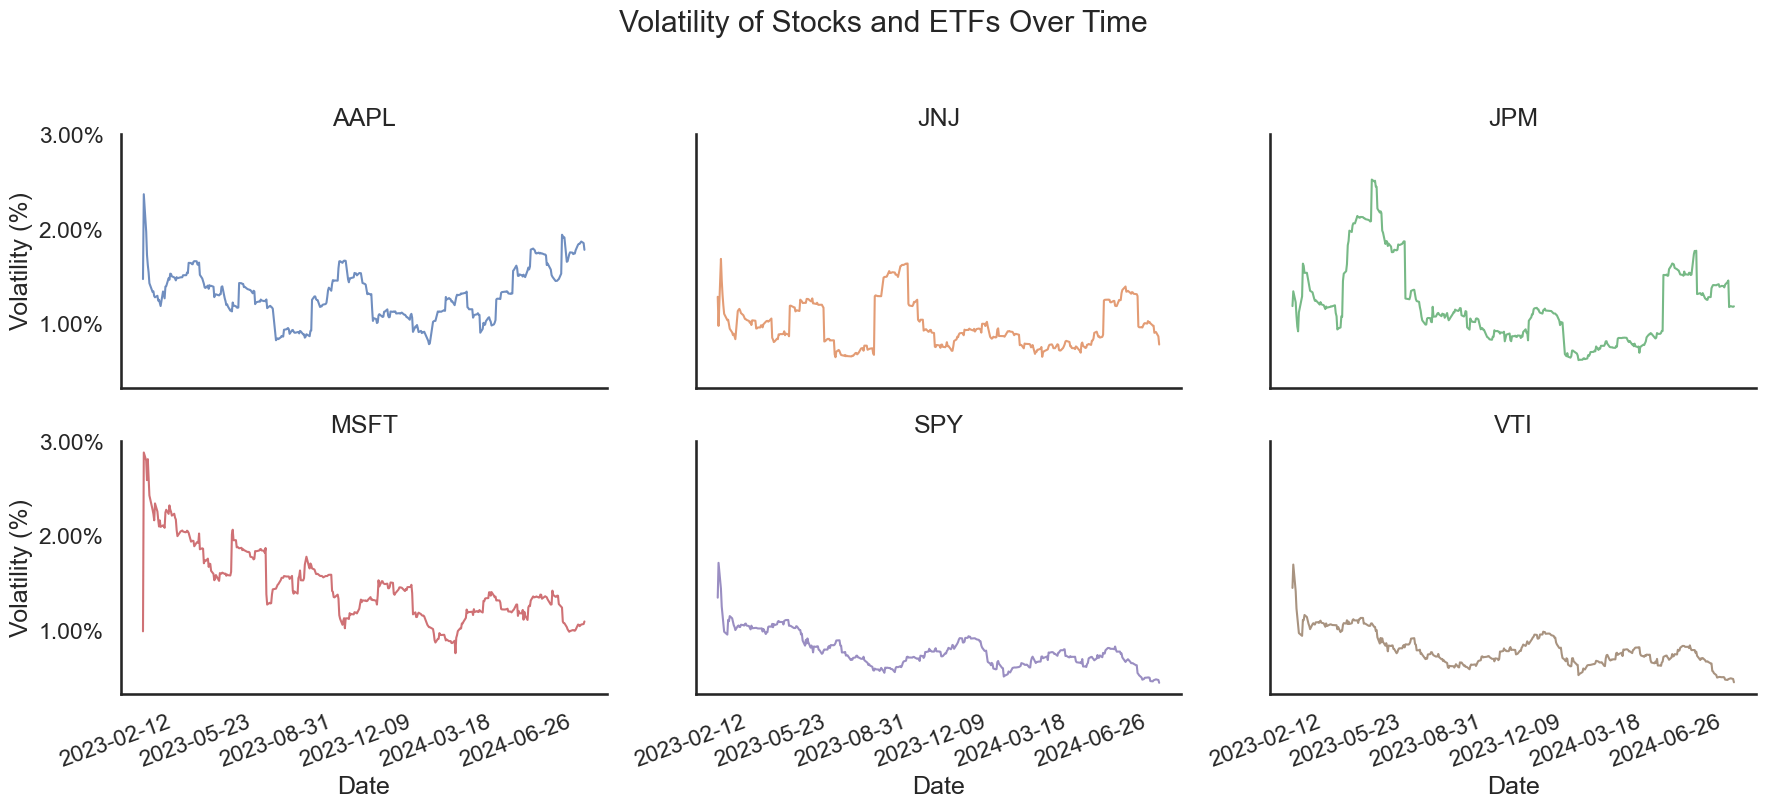 Volatility of Stocks and ETFs Over Time
AAPL
JNJ
JPM
3.00%
2.00%
1.00%
Volatility (%)
MSFT
SPY
VTI
3.00%
2.00%
1.00%
Volatility (%)
2023-02-12
2023-05-23
2023-08-31
2023-12-09
2024-03-18
2024-06-26
Date
2023-02-12
2023-05-23
2023-08-31
2023-12-09
2024-03-18
2024-06-26
Date
2023-02-12
2023-05-23
2023-08-31
2023-12-09
2024-03-18
2024-06-26
Date